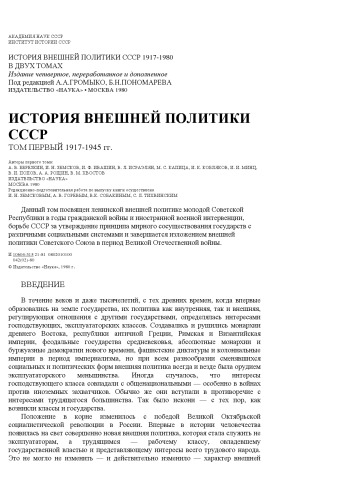 АКАДЕМИЯ НАУК СССР
ИНСТИТУТ ИСТОРИИ СССР
ИСТОРИЯ ВНЕШНЕЙ ПОЛИТИКИ СССР 1917-1980
В ДВУХ ТОМАХ
Издание четвертое, переработанное и дополненное
Под редакцией А.А.ГРОМЫКО, Б.Н.ПОНОМАРЕВА
ИЗДАТЕЛЬСТВО «НАУКА» • МОСКВА 1980
ИСТОРИЯ ВНЕШНЕЙ ПОЛИТИКИ
СССР
ТОМ ПЕРВЫЙ 1917-1945 гг.
Авторы первого тома:
А. В. БЕРЕЗКИН, И. Н. ЗЕМСКОВ, И. Ф. ИВАШИН, В. Л. ИСРАЭЛЯН, М. С. КАПИЦА, Н. К. КОБЛЯКОВ, И. И. МИНЦ,
В. И. ПОПОВ, А. А. РОЩИН, В. М. ХВОСТОВ
ИЗДАТЕЛЬСТВО «НАУКА»
МОСКВА 1980
Редакционно-подготовительная работа по выпуску книги осуществлена
И. Н. ЗЕМСКОВЫМ, А. В. ГОРЕВЫМ, В.К. СОБАКИНЫМ, С. Л. ТИХВИНСКИМ
Данный том посвящен ленинской внешней политике молодой Советской
Республики в годы гражданской войны и иностранной военной интервенции,
борьбе СССР за утверждение принципа мирного сосуществования государств с
различными социальными системами и завершается изложением внешней
политики Советского Союза в период Великой Отечественной войны.
042(02)-80
© Издательство «Наука», 1980 г.
ВВЕДЕНИЕ
В течение веков и даже тысячелетий, с тех древних времен, когда впервые
образовались на земле государства, их политика как внутренняя, так и внешняя,
регулирующая отношения с другими государствами, определялась интересами
господствующих, эксплуататорских классов. Создавались и рушились монархии
древнего Востока, республики античной Греции, Римская и Византийская
империи, феодальные государства средневековья, абсолютные монархии и
буржуазные демократии нового времени, фашистские диктатуры и колониальные
империи в период империализма, но при всем разнообразии сменявшихся
социальных и политических форм внешняя политика всегда и везде была орудием
эксплуататорского меньшинства. Иногда случалось, что интересы
господствующего класса совпадали с общенациональными — особенно в войнах
против иноземных захватчиков. Обычно же они вступали в противоречие с
интересами трудящегося большинства. Так было искони — с тех пор, как
возникли классы и государства.
Положение в корне изменилось с победой Великой Октябрьской
социалистической революции в России. Впервые в истории человечества
появилась на свет совершенно новая внешняя политика, которая стала служить не
эксплуататорам, а трудящимся — рабочему классу, овладевшему
государственной властью и представляющему интересы всего трудового народа.
Это не могло не изменить — и действительно изменило — характер внешней